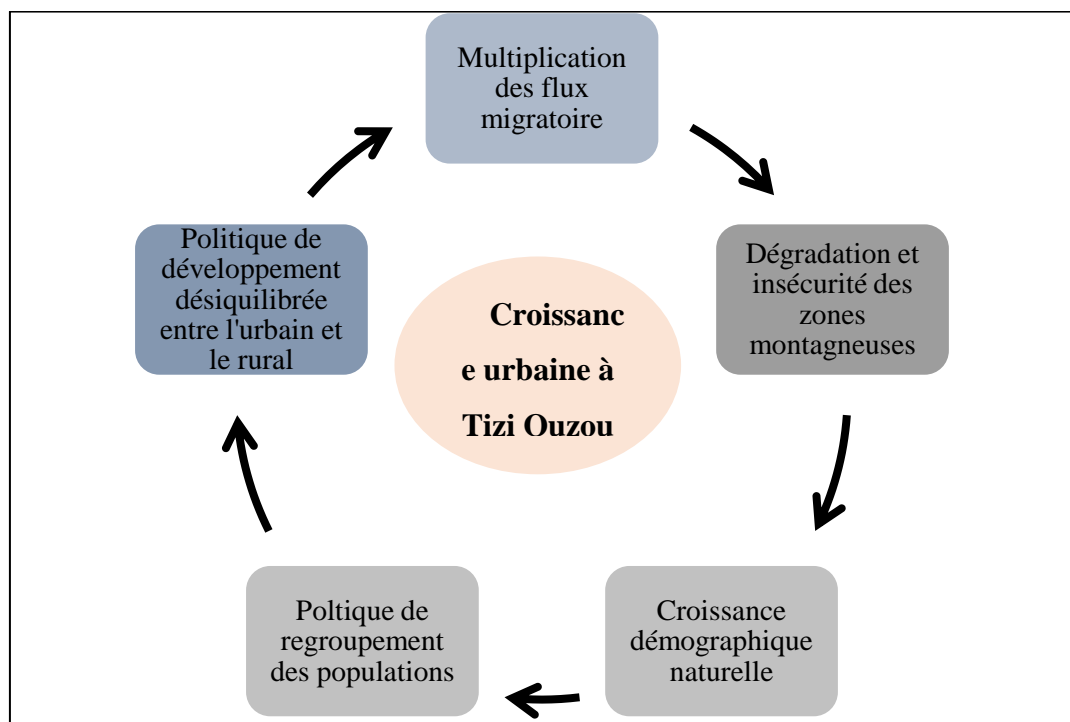 Multiplication
des flux
migratoire
Dégradation et
insécurité des
zones
montagneuses
Croissance
démographique
naturelle
Poltique de
regroupement
des populations
Politique de
développement
désiquilibrée
entre l'urbain et
le rural
Croissanc
e urbaine à
Tizi Ouzou